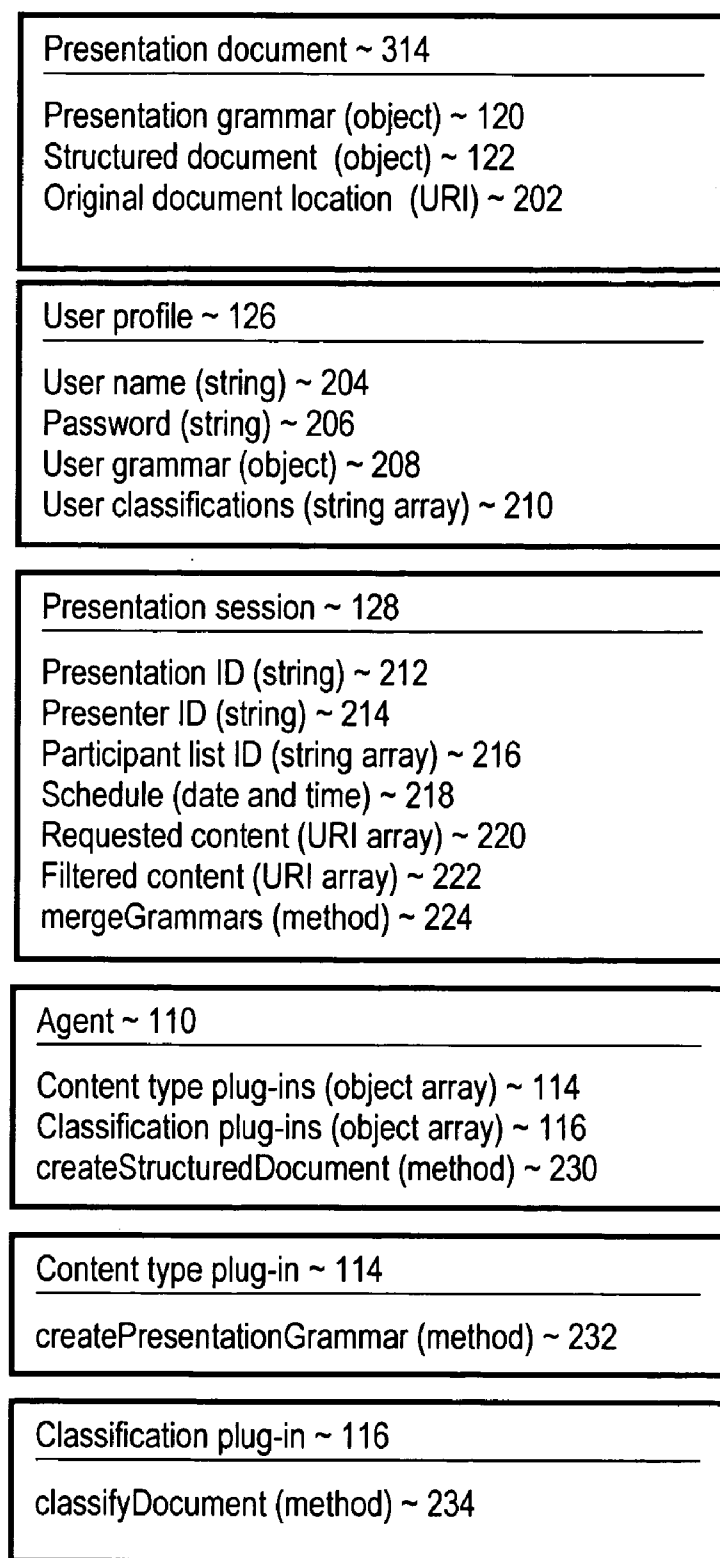 Presentation document ~ 314
Presentation grammar (object) ~ 120
Structured document (object) ~ 122
Original document location (URI) ~ 202
User profile ~ 126
User name (string) ~ 204
Password (string) ~ 206
User grammar (object) ~ 208
User classifications (string array) ~ 210
Presentation session ~ 128
Presentation ID (string) ~ 212
Presenter ID (string) ~ 214
Participant list ID (string array) ~ 216
Schedule (date and time) ~ 218
Requested content (URI array) ~ 220
Filtered content (URI array) ~ 222
mergeGrammars (method) ~ 224
Agent ~ 110
Content type plug-ins (object array) ~ 114
Classification plug-ins (object array) ~ 116
createStructuredDocument (method) ~ 230
Content type plug-in ~ 114
createPresentationGrammar (method) ~ 232
Classification plug-in ~ 116
classifyDocument (method) ~ 234